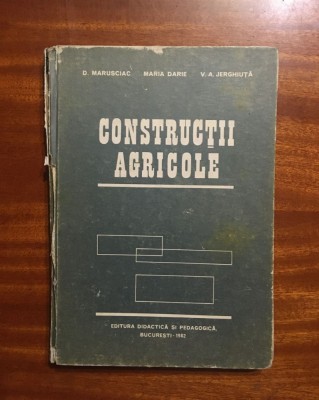 D. MARUSCIAC MARIA DARIE V. A. JERGHIUȚĂ
CONSTRUCȚII
AGRICOLE
EDITURA DIDACTICĂ ȘI PEDAGOGICĂ,
BUCUREȘTI - 1982